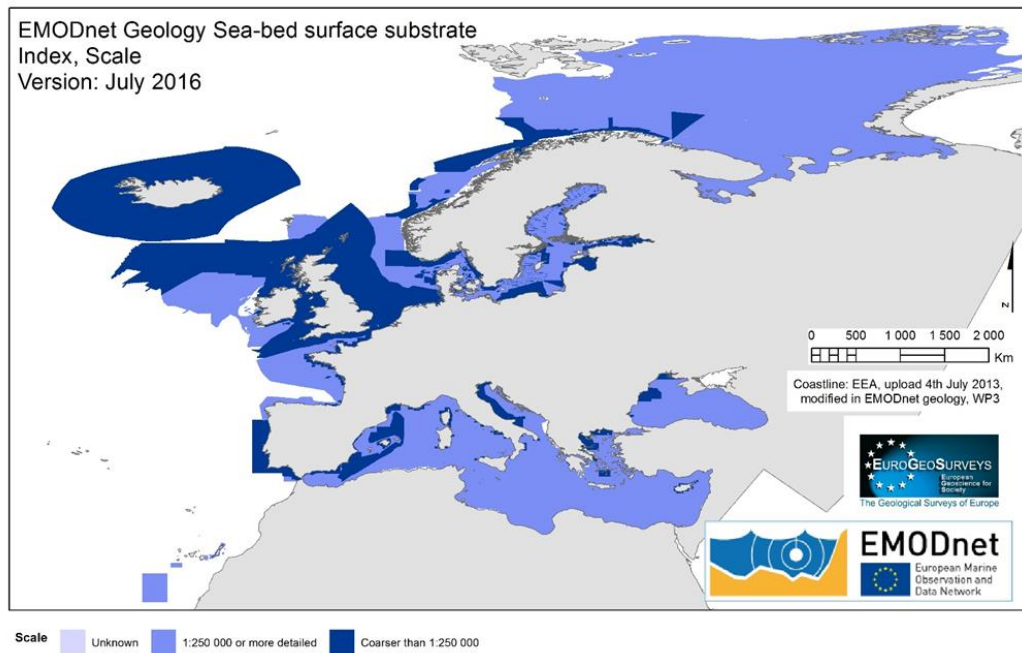 EMODnet Geology Sea-bed surface substrate
Index, Scale
Version: July 2016
z
0 500 1 000 1 500 2 000
Km
Coastline: EEA, upload 4th July 2013,
modified in EMODnet geology, WP3
EUROGEOSURVEYS
European
Geoscience for
Society
The Geological Surveys of Europe
EMODnet
European Marine
Observation and
Data Network
Scale Unknown 1:250 000 or more detailed Coarser than 1:250 000